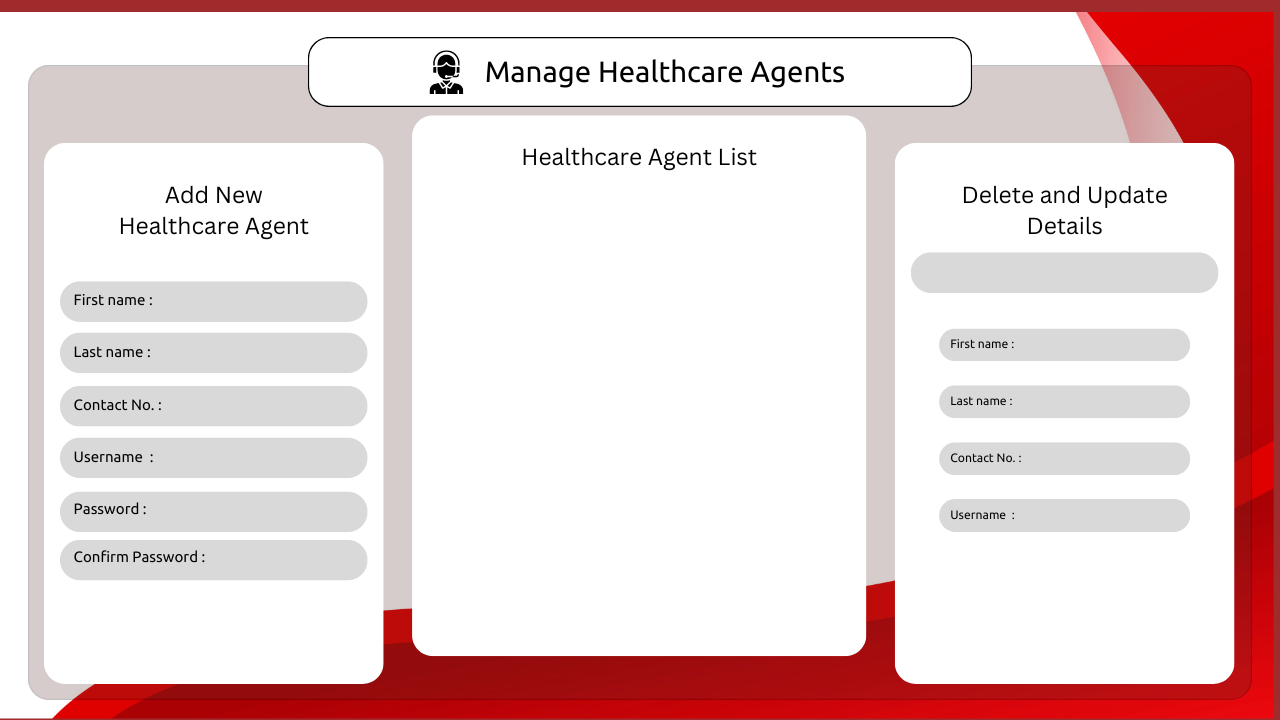 Manage Healthcare Agents
Add New
Healthcare Agent
First name :
Last name :
Contact No. :
Username  :
Password :
Confirm Password :
Healthcare Agent List
Delete and Update
Details
First name :
Last name :
Contact No. :
Username  :